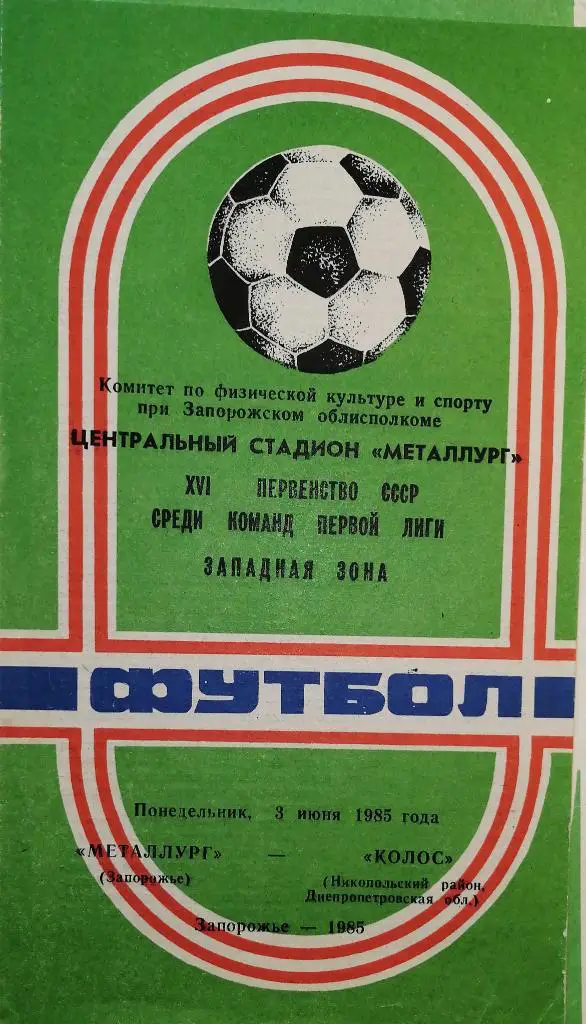 Комитет по физической культуре и спорту
при Запорожском облисполкоме
ЦЕНТРАЛЬНЫЙ СТАДИОН «МЕТАЛЛУРГ»
XVI ПЕРВЕНСТВО СССР
СРЕДИ КОМАНД ПЕРВОЙ ЛИГИ
ЗАПАДНАЯ ЗОНА
ФУТБОЛ
Понедельник, 3 июня 1985 года
«МЕТАЛЛУРГ» — «КОЛОС»
(Запорожье) (Никопольский район,
Днепропетровская обл.)
Запорожье — 1985